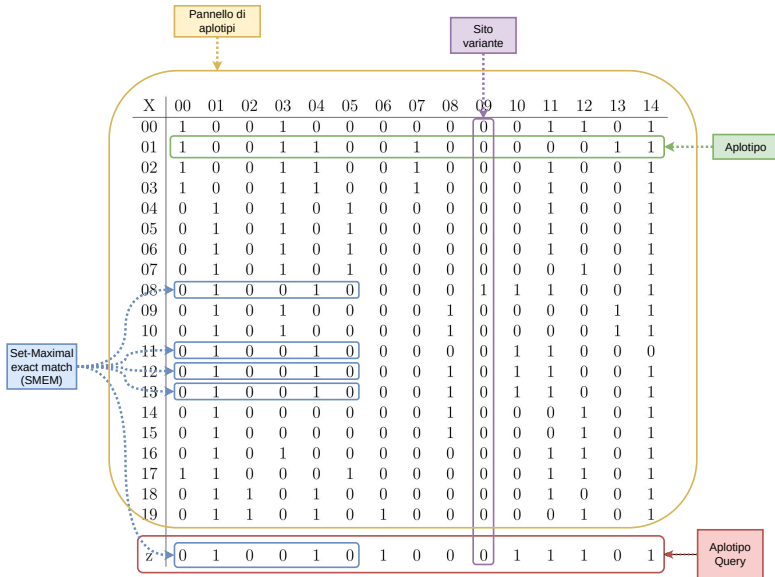 Pannello di
aplotipi
Sito
variante
X 00 01 02 03 04 05 06 07 08 09 10 11 12 13 14
00 1 0 0 1 0 0 0 0 0 0 0 1 1 0 1
01 1 0 0 1 1 0 0 1 0 0 0 0 0 1 1
Aplotipo
02 1 0 0 1 1 0 0 1 0 0 0 1 0 0 1
03 1 0 0 1 1 0 0 1 0 0 0 1 0 0 1
04 0 1 0 1 0 1 0 0 0 0 0 1 0 0 1
05 0 1 0 1 0 1 0 0 0 0 0 1 0 0 1
06 0 1 0 1 0 1 0 0 0 0 0 1 0 0 1
07 0 1 0 1 0 1 0 0 0 0 0 0 1 0 1
08 0 1 0 0 1 0 0 0 0 1 1 1 0 0 1
09 0 1 0 1 0 0 0 0 1 0 0 0 0 1 1
10 0 1 0 1 0 0 0 0 1 0 0 0 0 1 1
11 0 1 0 0 1 0 0 0 0 0 1 1 0 0 0
Set-Maximal
exact match
(SMEM)
12 0 1 0 0 1 0 0 0 1 0 1 1 0 0 1
13 0 1 0 0 1 0 0 0 1 0 1 1 0 0 1
14 0 1 0 0 0 0 0 0 1 0 0 0 1 0 1
15 0 1 0 0 0 0 0 0 1 0 0 0 1 0 1
16 0 1 0 1 0 0 0 0 0 0 0 1 1 0 1
17 1 1 0 0 0 1 0 0 0 0 0 1 1 0 1
18 0 1 1 0 1 0 0 0 0 0 0 1 0 0 1
19 0 1 1 0 1 0 1 0 0 0 0 0 1 0 1
z 0 1 0 0 1 0 1 0 0 0 1 1 1 0 1
Aplotipo
Query